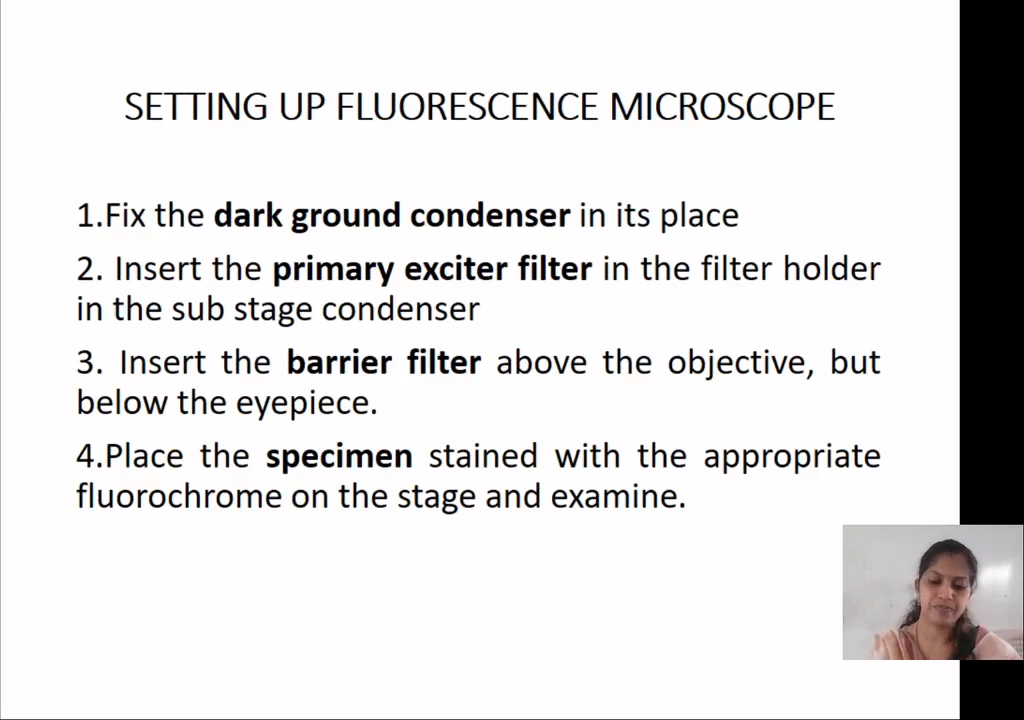 SETTING UP FLUORESCENCE MICROSCOPE
1.Fix the dark ground condenser in its place
2. Insert the primary exciter filter in the filter holder
in the sub stage condenser
3. Insert the barrier filter above the objective, but
below the eyepiece.
4.Place the specimen stained with the appropriate
fluorochrome on the stage and examine.